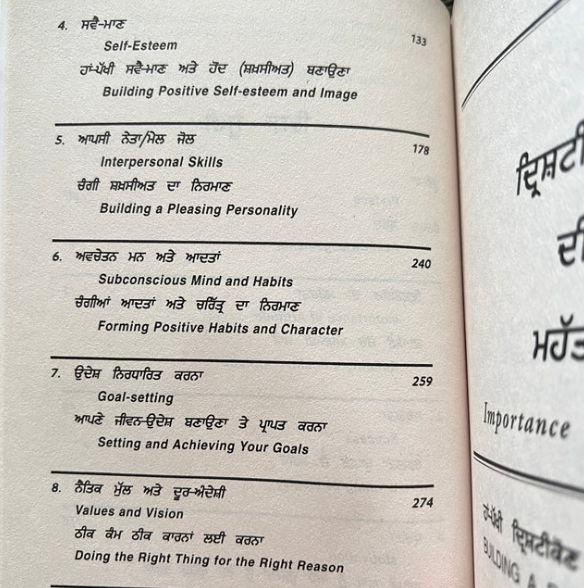 4. ਸਵੈ-ਮਾਣ 133
Self-Esteem
ਹਾਂ-ਪੱਖੀ ਸਵੈ-ਮਾਣ ਅਤੇ ਹੋਂਦ (ਸ਼ਖ਼ਸੀਅਤ) ਬਣਾਉਣਾ
Building Positive Self-esteem and Image
5. ਆਪਸੀ ਨੇੜਾ/ਮੇਲ ਜੋਲ 178
Interpersonal Skills
ਚੰਗੀ ਸ਼ਖ਼ਸੀਅਤ ਦਾ ਨਿਰਮਾਣ
Building a Pleasing Personality
6. ਅਵਚੇਤਨ ਮਨ ਅਤੇ ਆਦਤਾਂ 240
Subconscious Mind and Habits
ਚੰਗੀਆਂ ਆਦਤਾਂ ਅਤੇ ਚਰਿੱਤ੍ਰ ਦਾ ਨਿਰਮਾਣ
Forming Positive Habits and Character
7. ਉਦੇਸ਼ ਨਿਰਧਾਰਿਤ ਕਰਨਾ 259
Goal-setting
ਆਪਣੇ ਜੀਵਨ-ਉਦੇਸ਼ ਬਣਾਉਣਾ ਤੇ ਪ੍ਰਾਪਤ ਕਰਨਾ
Setting and Achieving Your Goals
8. ਨੈਤਿਕ ਮੁੱਲ ਅਤੇ ਦੂਰ-ਅੰਦੇਸ਼ੀ 274
Values and Vision
ਠੀਕ ਕੰਮ ਠੀਕ ਕਾਰਨਾਂ ਲਈ ਕਰਨਾ
Doing the Right Thing for the Right Reason
ਦੀ
Importance
ਹਾਂ-ਪੱਖੀ ਦ੍ਰਿਸ਼ਟੀਕੋਣ
BUILDING A